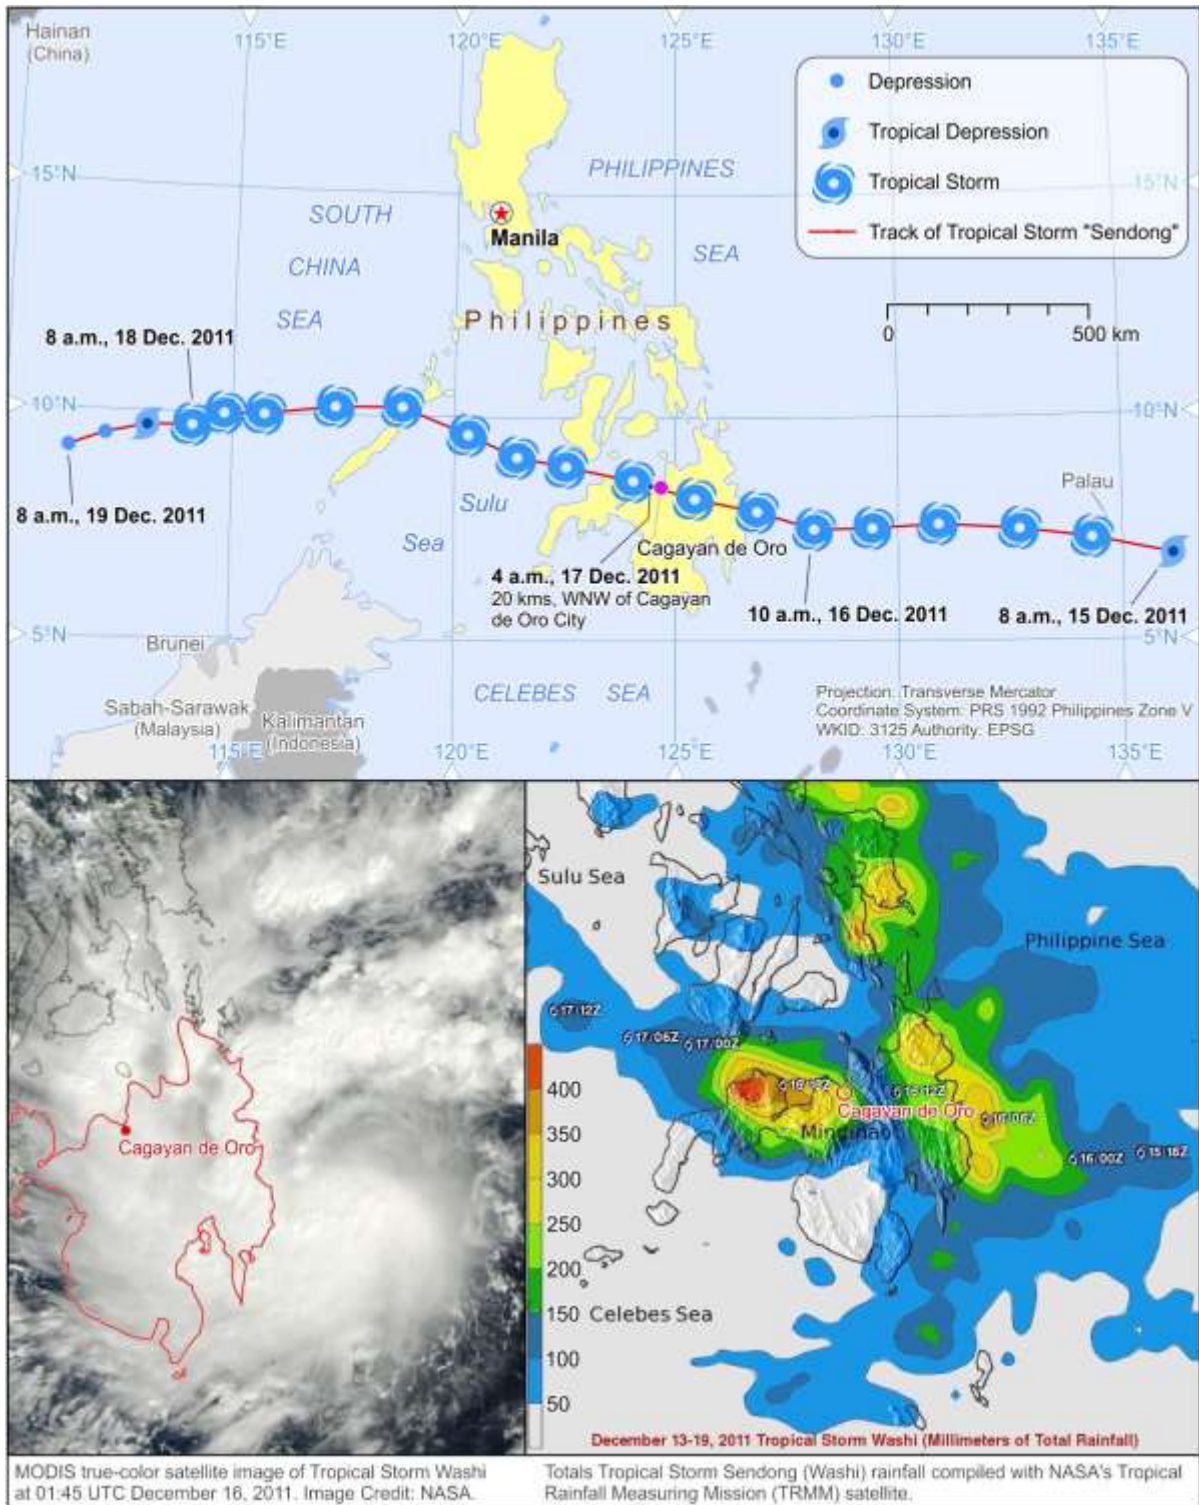 Hainan
(China)
115°E
120°E
125°E
130°E
135°E
Depression
Tropical Depression
Tropical Storm
Track of Tropical Storm "Sendong"
15°N
15°N
PHILIPPINES
SEA
SOUTH
CHINA
SEA
Manila
Philippines
0 500 km
8 a.m., 18 Dec. 2011
10°N
10°N
8 a.m., 19 Dec. 2011
Sulu
Sea
Palau
Cagayan de Oro
4 a.m., 17 Dec. 2011
20 kms, WNW of Cagayan
de Oro City
10 a.m., 16 Dec. 2011
8 a.m., 15 Dec. 2011
5°N
5°N
Brunei
Sabah-Sarawak
(Malaysia)
Kalimantan
(Indonesia)
CELEBES SEA
Projection: Transverse Mercator
Coordinate System: PRS 1992 Philippines Zone V
WKID: 3125 Authority: EPSG
115°E
120°E
125°E
130°E
135°E
Cagayan de Oro
Sulu Sea
Philippine Sea
17/12Z
17/06Z
17/00Z
16/12Z
Cagayan de Oro
Mindinao
16/06Z
16/00Z
15/18Z
400
350
300
250
200
150
100
50
Celebes Sea
December 13-19, 2011 Tropical Storm Washi (Millimeters of Total Rainfall)
MODIS true-color satellite image of Tropical Storm Washi
at 01:45 UTC December 16, 2011. Image Credit: NASA.
Totals Tropical Storm Sendong (Washi) rainfall compiled with NASA's Tropical
Rainfall Measuring Mission (TRMM) satellite.